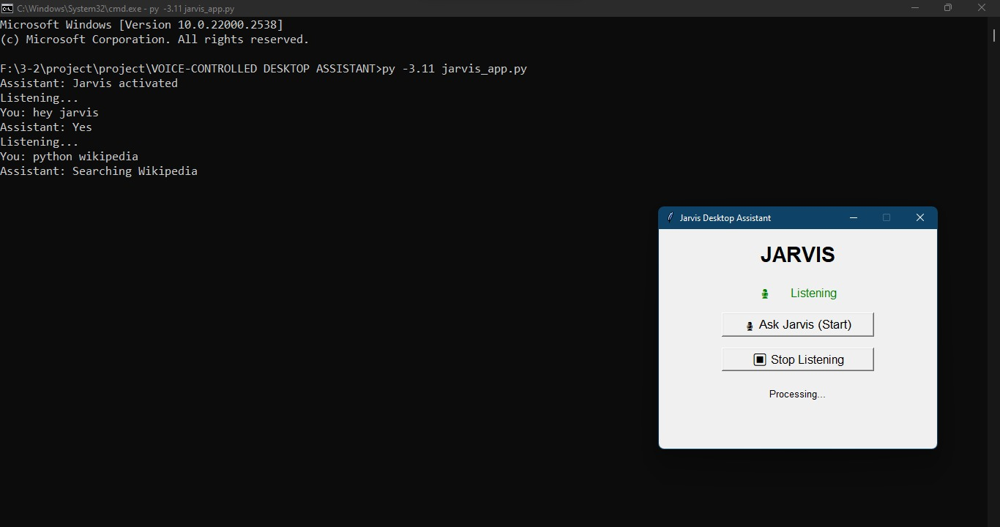 C:\Windows\System32\cmd.exe - py -3.11 jarvis_app.py
Microsoft Windows [Version 10.0.22000.2538]
(c) Microsoft Corporation. All rights reserved.
F:\3-2\project\project\VOICE-CONTROLLED DESKTOP ASSISTANT>py -3.11 jarvis_app.py
Assistant: Jarvis activated
Listening...
You: hey jarvis
Assistant: Yes
Listening...
You: python wikipedia
Assistant: Searching Wikipedia
Jarvis Desktop Assistant
JARVIS
Listening
Ask Jarvis (Start)
Stop Listening
Processing...